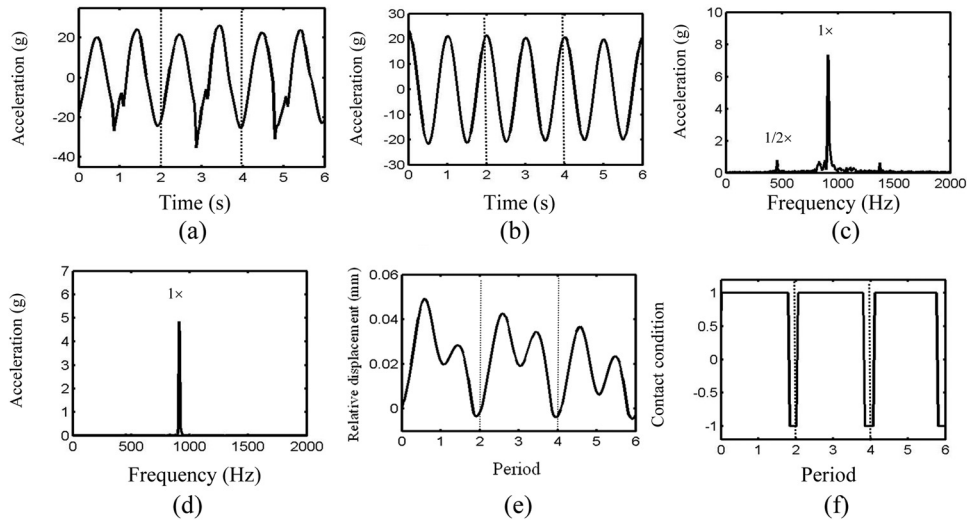 Acceleration (g)
20
0
-20
-40
0 1 2 3 4 5 6
Time (s)
(a)
Acceleration (g)
30
20
10
0
-10
-20
-30
0 1 2 3 4 5 6
Time (s)
(b)
Acceleration (g)
10
8
6
4
2
0
1×
1/2×
0 500 1000 1500 2000
Frequency (Hz)
(c)
Acceleration (g)
7
6
5
4
3
2
1
0
1×
0 500 1000 1500 2000
Frequency (Hz)
(d)
Relative displacement (mm)
0.06
0.04
0.02
0
0 1 2 3 4 5 6
Period
(e)
Contact condition
1
0.5
0
-0.5
-1
0 1 2 3 4 5 6
Period
(f)